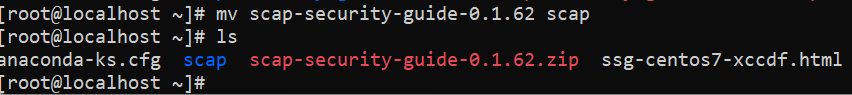 [root@localhost ~]# mv scap-security-guide-0.1.62 scap
[root@localhost ~]# ls
anaconda-ks.cfg  scap  scap-security-guide-0.1.62.zip  ssg-centos7-xccdf.html
[root@localhost ~]#